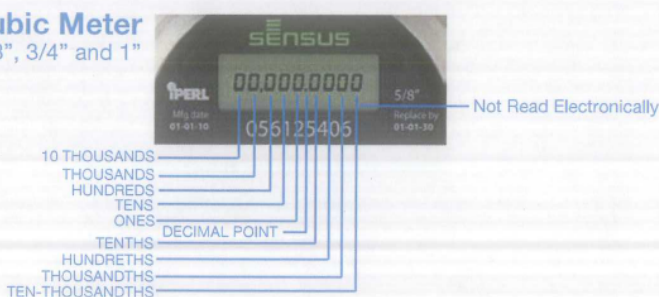 ubic Meter
8", 3/4" and 1"
SENSUS
00,000.0000
iPERL
5/8"
Mfg date
01-01-10
056125406
Replace by
01-01-30
Not Read Electronically
10 THOUSANDS
THOUSANDS
HUNDREDS
TENS
ONES
DECIMAL POINT
TENTHS
HUNDRETHS
THOUSANDTHS
TEN-THOUSANDTHS